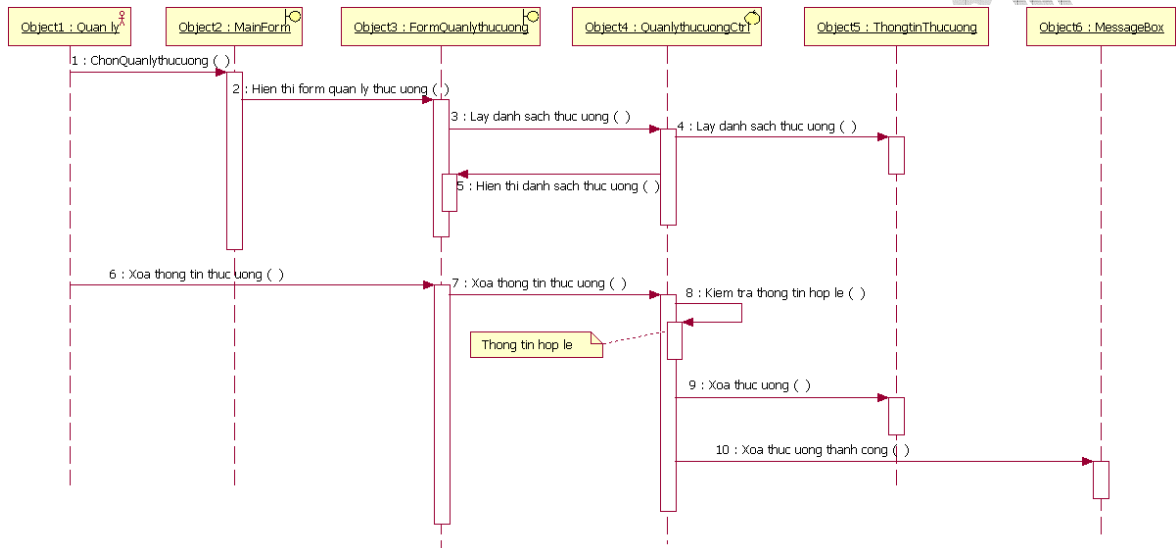 Object1 : Quan ly
Object2 : MainForm
Object3 : FormQuanlythucuong
Object4 : QuanlythucuongCtrl
Object5 : ThongtinThucuong
Object6 : MessageBox
1 : ChonQuanlythucuong ( )
2 : Hien thi form quan ly thuc uong ( )
3 : Lay danh sach thuc uong ( )
4 : Lay danh sach thuc uong ( )
5 : Hien thi danh sach thuc uong ( )
6 : Xoa thong tin thuc uong ( )
7 : Xoa thong tin thuc uong ( )
8 : Kiem tra thong tin hop le ( )
Thong tin hop le
9 : Xoa thuc uong ( )
10 : Xoa thuc uong thanh cong ( )